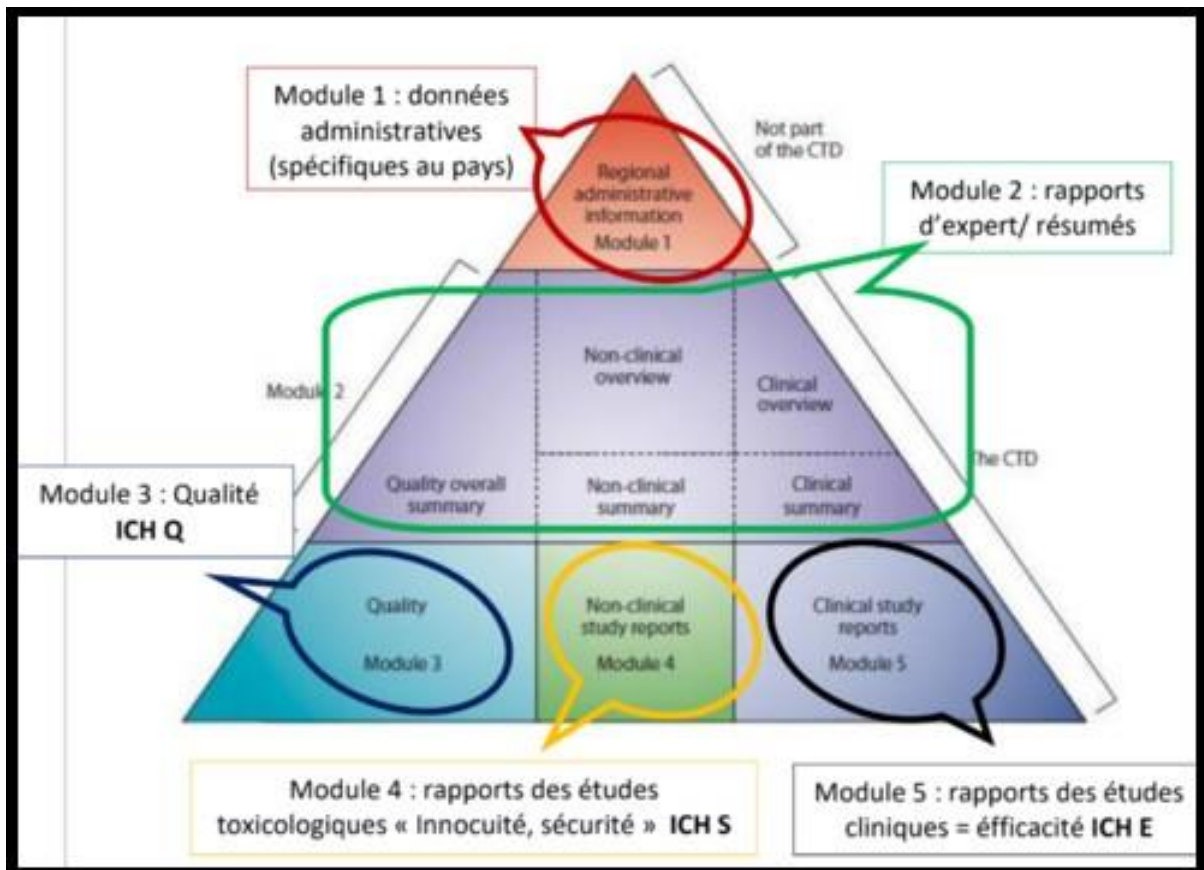 Module 1 : données
administratives
(spécifiques au pays)
Not part
of the CTD
Regional
administrative
information
Module 1
Module 2 : rapports
d'expert/ résumés
Module 2
Non-clinical
overview
Clinical
overview
The CTD
Quality overall
summary
Non-clinical
summary
Clinical
summary
Module 3 : Qualité
ICH Q
Quality
Module 3
Non-clinical
study reports
Module 4
Clinical study
reports
Module 5
Module 4 : rapports des études
toxicologiques « Innocuité, sécurité » ICH S
Module 5 : rapports des études
cliniques = éfficacité ICH E